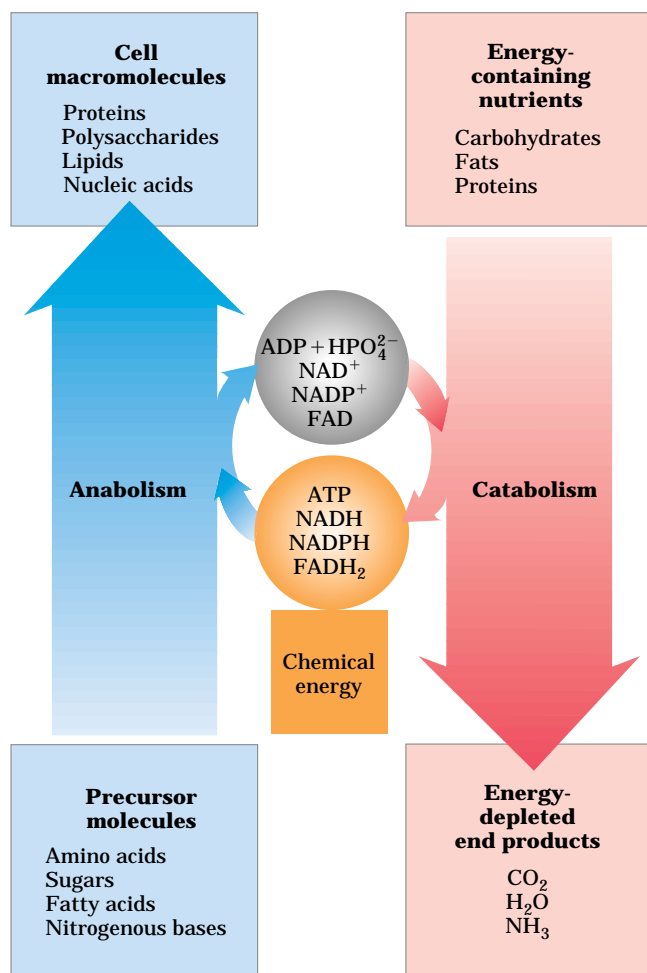 Cell
macromolecules
Proteins
Polysaccharides
Lipids
Nucleic acids
Energy-
containing
nutrients
Carbohydrates
Fats
Proteins
ADP + HPO₄²⁻
NAD⁺
NADP⁺
FAD
Anabolism
ATP
NADH
NADPH
FADH₂
Catabolism
Chemical
energy
Precursor
molecules
Amino acids
Sugars
Fatty acids
Nitrogenous bases
Energy-
depleted
end products
CO₂
H₂O
NH₃